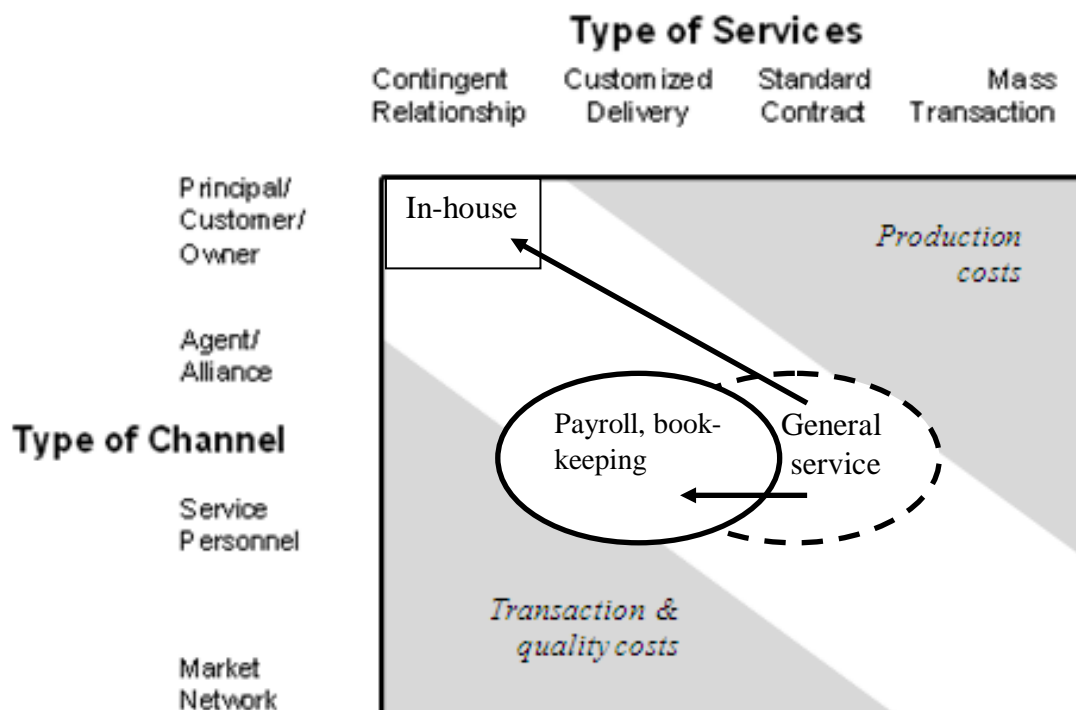 Type of Services
Contingent
Relationship
Customized
Delivery
Standard
Contract
Mass
Transaction
Principal/
Customer/
Owner
In-house
Production
costs
Agent/
Alliance
Type of Channel
Payroll, book-
keeping
General
service
Service
Personnel
Transaction &
quality costs
Market
Network